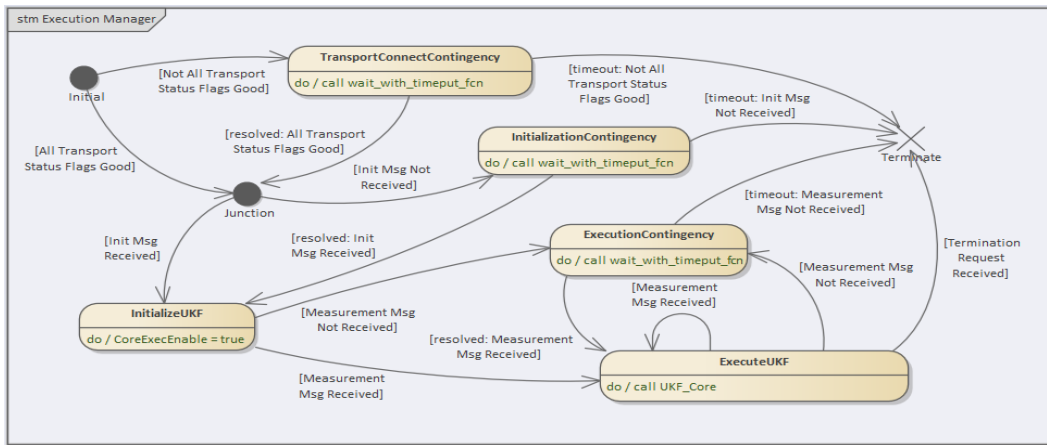 stm Execution Manager
Initial
[Not All Transport
Status Flags Good]
TransportConnectContingency
do / call wait_with_timeput_fcn
[timeout: Not All
Transport Status
Flags Good]
[timeout: Init Msg
Not Received]
[All Transport
Status Flags Good]
[resolved: All Transport
Status Flags Good]
InitializationContingency
do / call wait_with_timeput_fcn
Terminate
[Init Msg Not
Received]
Junction
[timeout: Measurement
Msg Not Received]
[Init Msg
Received]
[resolved: Init
Msg Received]
ExecutionContingency
do / call wait_with_timeput_fcn
[Termination
Request
Received]
[Measurement Msg
Not Received]
[Measurement
Msg Received]
InitializeUKF
do / CoreExecEnable = true
[Measurement Msg
Not Received]
[resolved: Measurement
Msg Received]
[Measurement
Msg Received]
ExecuteUKF
do / call UKF_Core